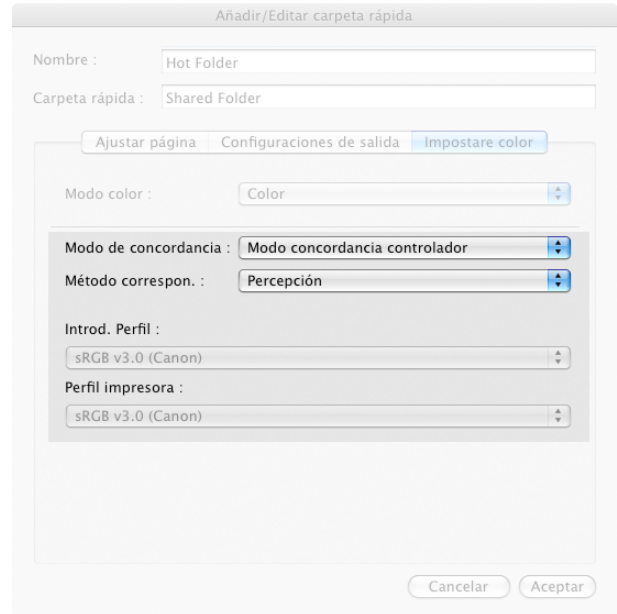 Añadir/Editar carpeta rápida
Nombre : Hot Folder
Carpeta rápida : Shared Folder
Ajustar página Configuraciones de salida Impostare color
Modo color : Color
Modo de concordancia : Modo concordancia controlador
Método correspon. : Percepción
Introd. Perfil :
sRGB v3.0 (Canon)
Perfil impresora :
sRGB v3.0 (Canon)
Cancelar Aceptar